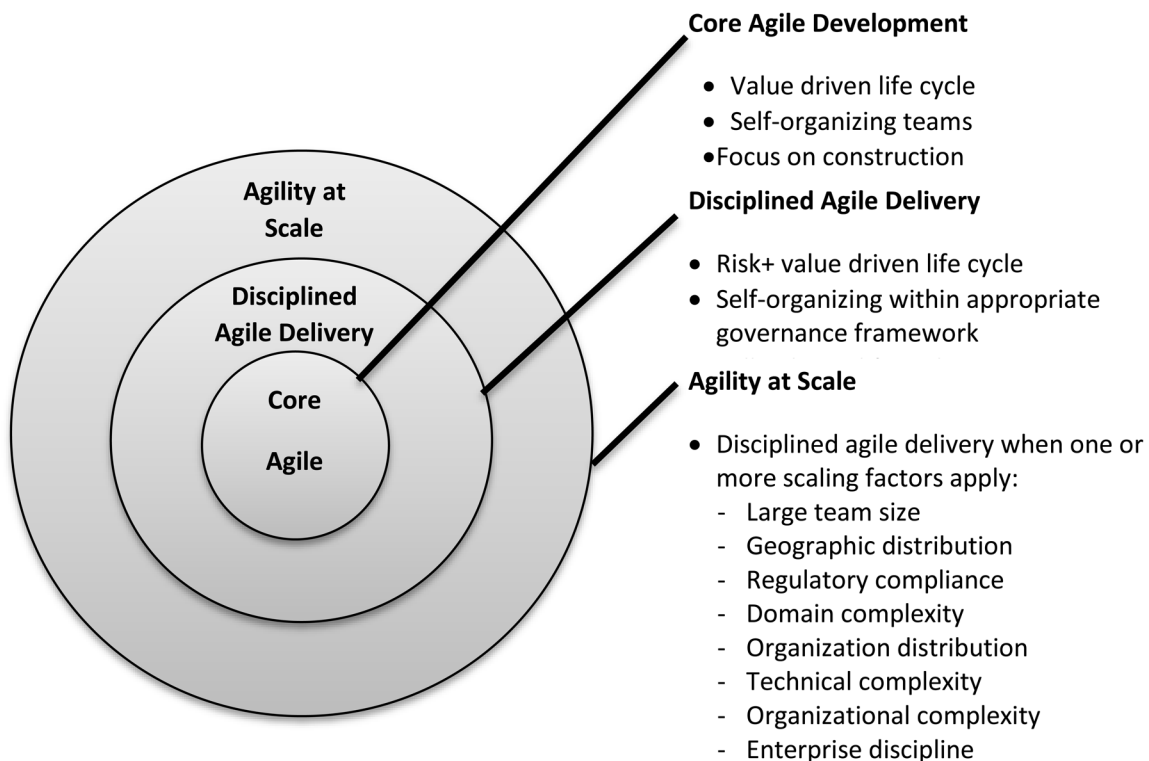 Agility at
Scale
Disciplined
Agile Delivery
Core
Agile
Core Agile Development
• Value driven life cycle
• Self-organizing teams
•Focus on construction
Disciplined Agile Delivery
• Risk+ value driven life cycle
• Self-organizing within appropriate
governance framework
Agility at Scale
• Disciplined agile delivery when one or
more scaling factors apply:
- Large team size
- Geographic distribution
- Regulatory compliance
- Domain complexity
- Organization distribution
- Technical complexity
- Organizational complexity
- Enterprise discipline